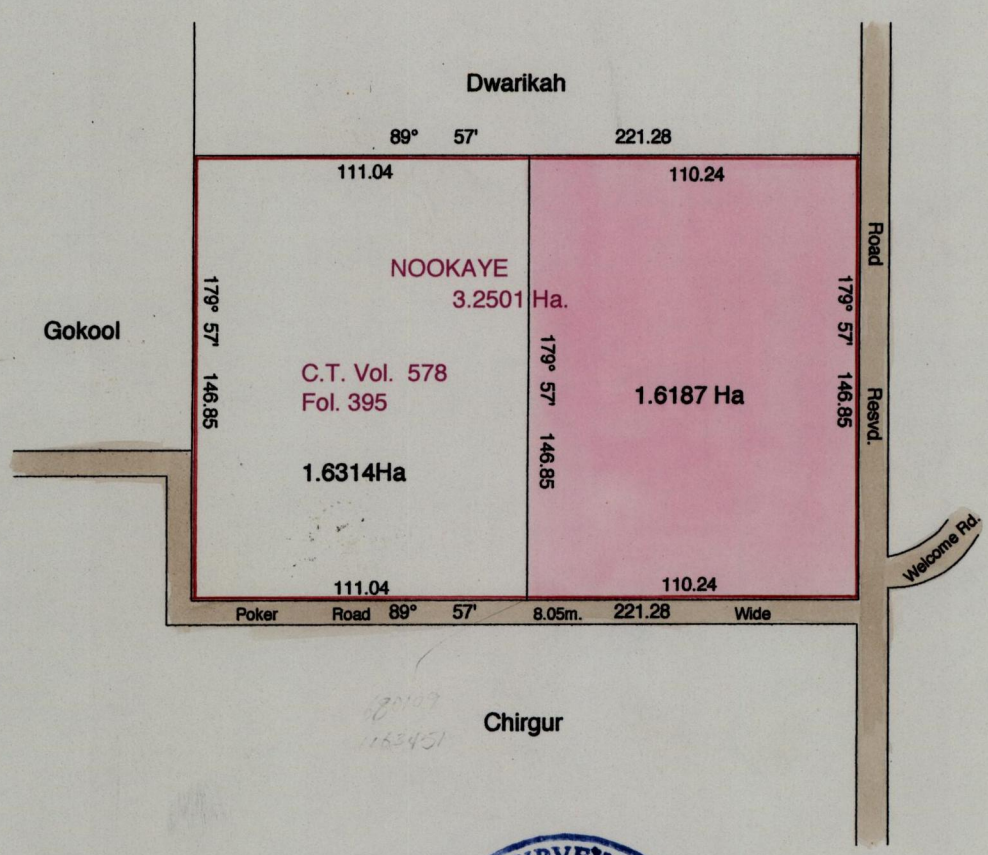 Dwarikah
89° 57' 221.28
111.04 110.24
NOOKAYE
3.2501 Ha.
Gokool
179° 57' 146.85
C.T. Vol. 578
Fol. 395
1.6314Ha
179° 57' 146.85
1.6187 Ha
179° 57' 146.85
Road Resvd.
Welcome Rd.
111.04 110.24
Poker Road 89° 57' 8.05m. 221.28 Wide
Chirgur